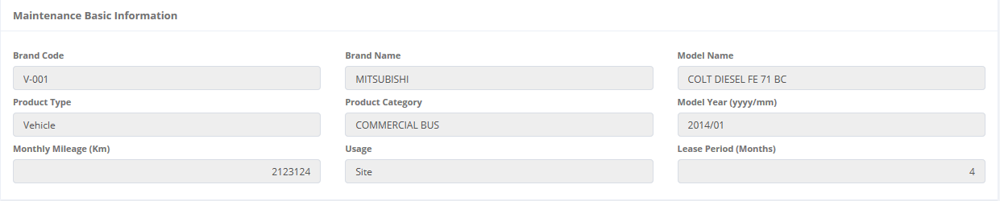 Maintenance Basic Information
Brand Code Brand Name Model Name
V-001 MITSUBISHI COLT DIESEL FE 71 BC
Product Type Product Category Model Year (yyyy/mm)
Vehicle COMMERCIAL BUS 2014/01
Monthly Mileage (Km) Usage Lease Period (Months)
2123124 Site 4